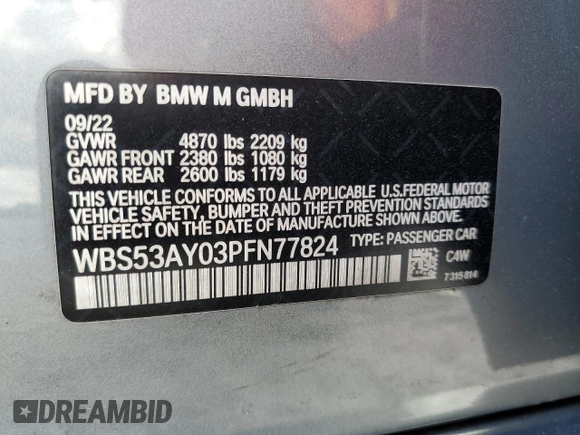 MFD BY BMW M GMBH
09/22
GVWR 4870 lbs 2209 kg
GAWR FRONT 2380 lbs 1080 kg
GAWR REAR 2600 lbs 1179 kg
THIS VEHICLE CONFORMS TO ALL APPLICABLE U.S.FEDERAL MOTOR
VEHICLE SAFETY, BUMPER, AND THEFT PREVENTION STANDARDS
IN EFFECT ON THE DATE OF MANUFACTURE SHOWN ABOVE.
WBS53AY03PFN77824 TYPE: PASSENGER CAR
C4W
7 315 814
DREAMBID